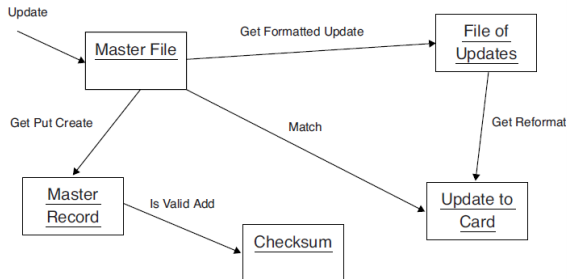 Update
Master File
Get Formatted Update
File of
Updates
Get Put Create
Match
Get Reformat
Master
Record
Is Valid Add
Update to
Card
Checksum